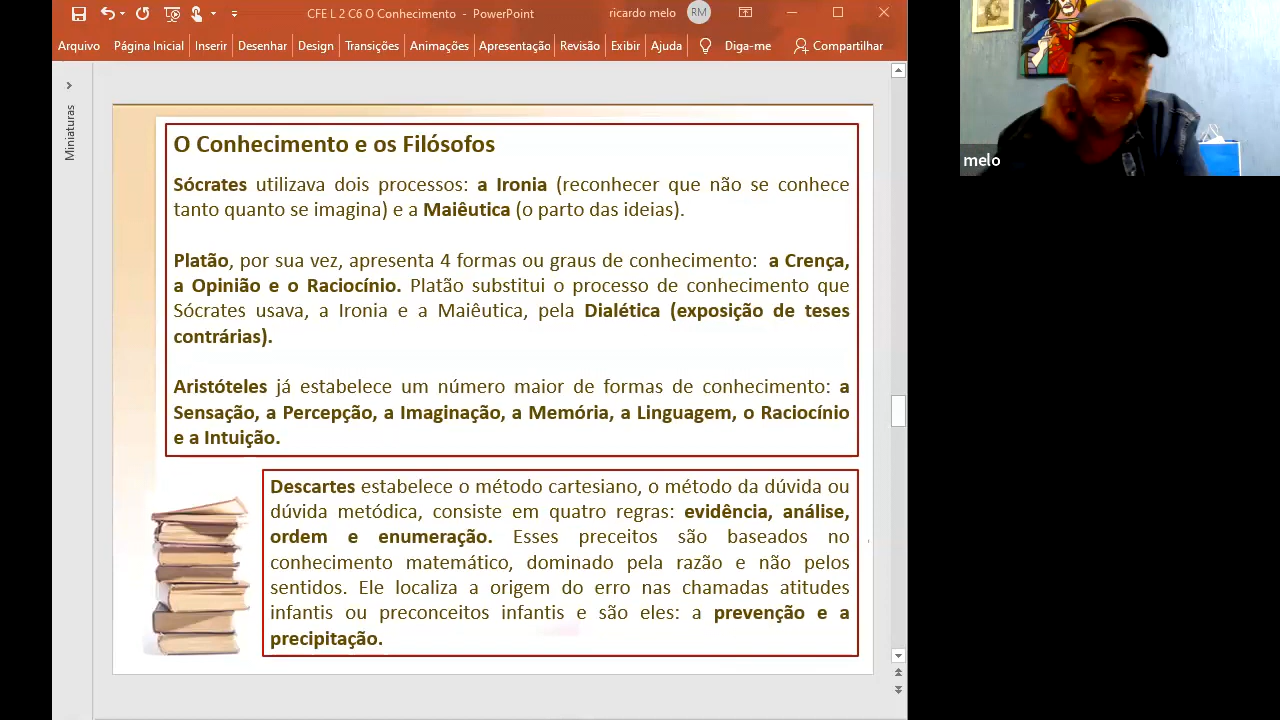 CFE L 2 C6 O Conhecimento - PowerPoint
ricardo melo
RM
Arquivo Página Inicial Inserir Desenhar Design Transições Animações Apresentação Revisão Exibir Ajuda Diga-me Compartilhar
Miniaturas
O Conhecimento e os Filósofos
Sócrates utilizava dois processos: a Ironia (reconhecer que não se conhece
tanto quanto se imagina) e a Maiêutica (o parto das ideias).
Platão, por sua vez, apresenta 4 formas ou graus de conhecimento: a Crença,
a Opinião e o Raciocínio. Platão substitui o processo de conhecimento que
Sócrates usava, a Ironia e a Maiêutica, pela Dialética (exposição de teses
contrárias).
Aristóteles já estabelece um número maior de formas de conhecimento: a
Sensação, a Percepção, a Imaginação, a Memória, a Linguagem, o Raciocínio
e a Intuição.
Descartes estabelece o método cartesiano, o método da dúvida ou
dúvida metódica, consiste em quatro regras: evidência, análise,
ordem e enumeração. Esses preceitos são baseados no
conhecimento matemático, dominado pela razão e não pelos
sentidos. Ele localiza a origem do erro nas chamadas atitudes
infantis ou preconceitos infantis e são eles: a prevenção e a
precipitação.
melo